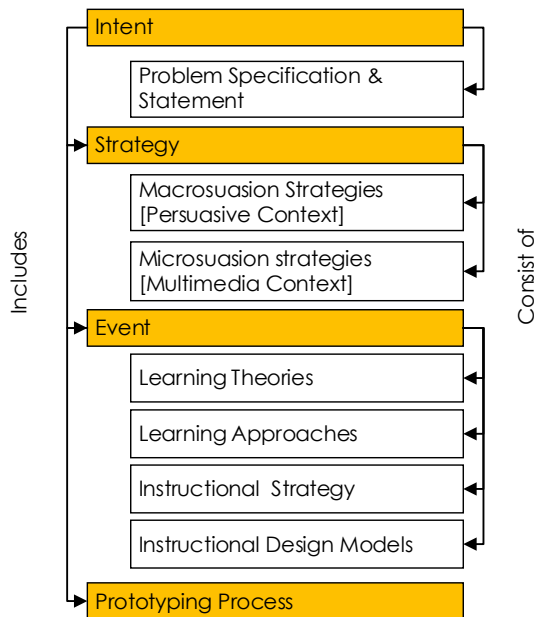 Intent
Problem Specification &
Statement
Strategy
Macrosuasion Strategies
[Persuasive Context]
Microsuasion strategies
[Multimedia Context]
Includes
Consist of
Event
Learning Theories
Learning Approaches
Instructional Strategy
Instructional Design Models
Prototyping Process